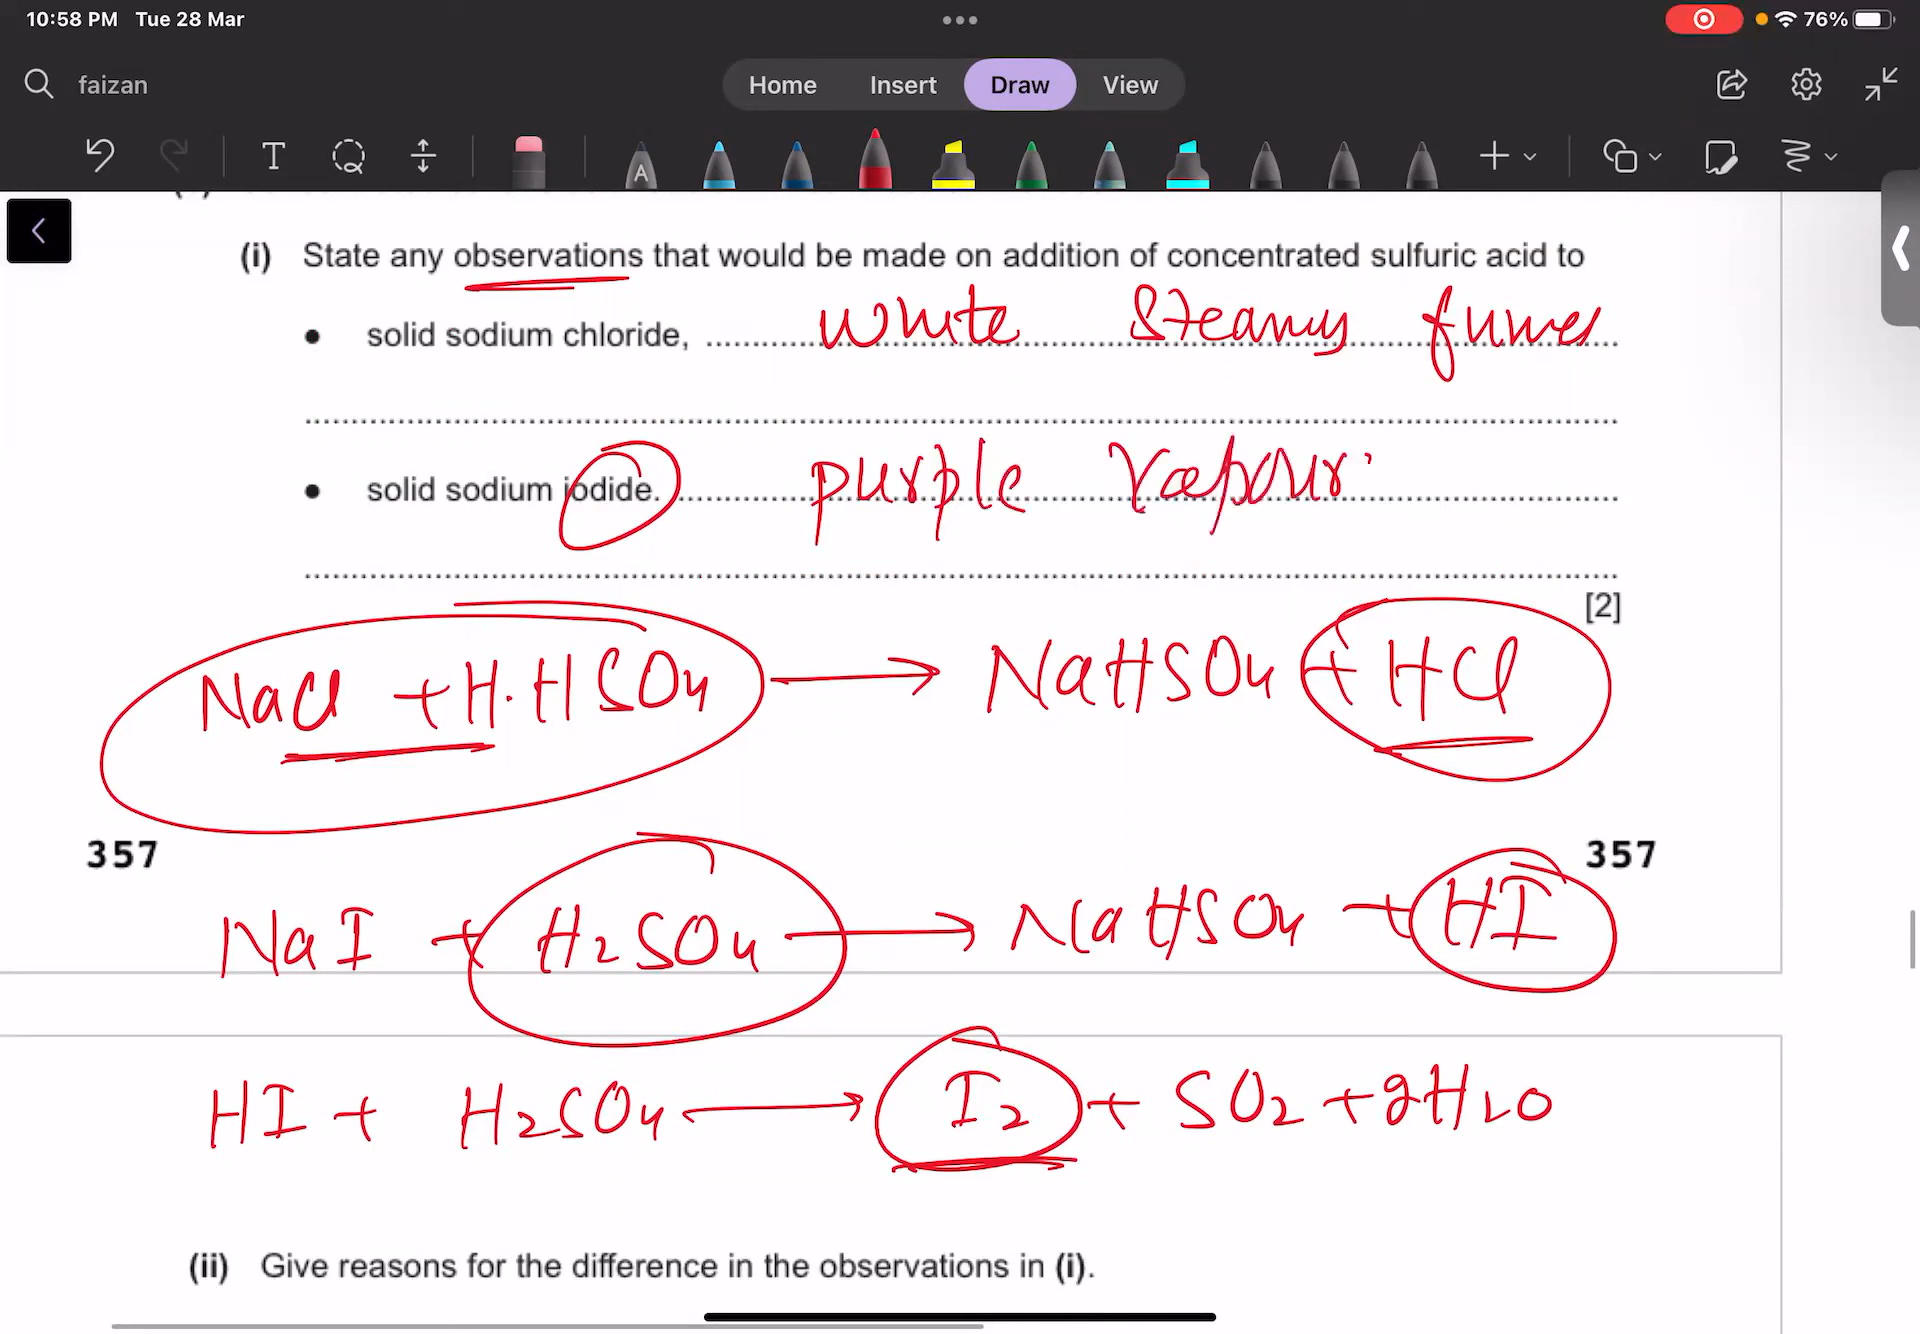 10:58 PM Tue 28 Mar
76%
faizan
Home Insert Draw View
T
A
(i) State any observations that would be made on addition of concentrated sulfuric acid to
• solid sodium chloride, white steamy fumes
• solid sodium iodide. purple vapour
[2]
NaCl + H.HSO4 → NaHSO4 + HCl
357 357
NaI + H2SO4 → NaHSO4 + HI
HI + H2SO4 → I2 + SO2 + 2H2O
(ii) Give reasons for the difference in the observations in (i).